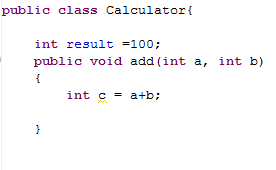 public class Calculator{
int result =100;
public void add(int a, int b)
{
int c = a+b;
}